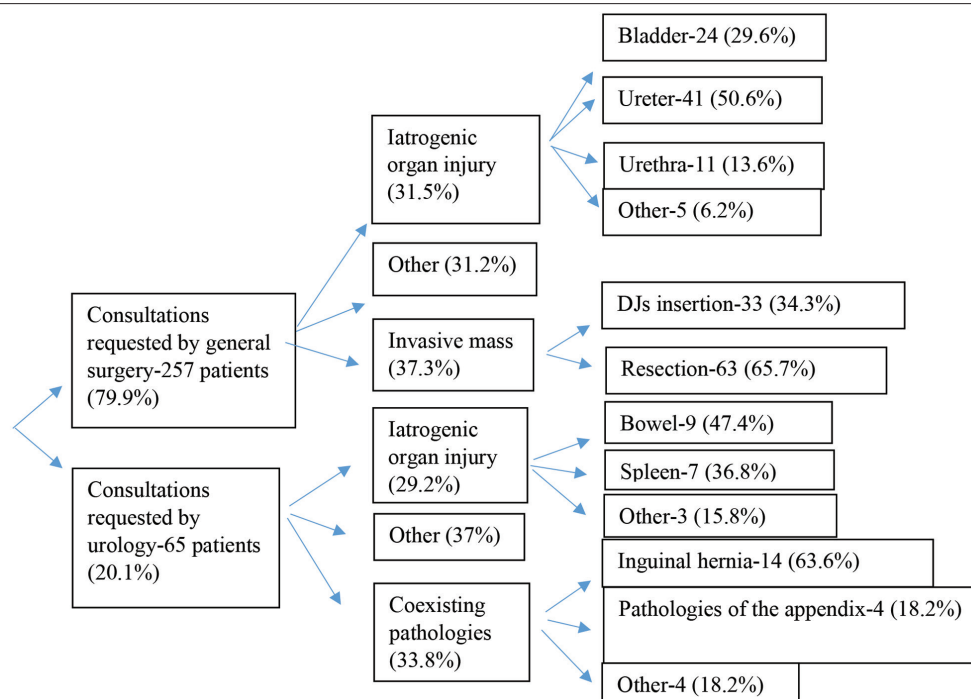 Consultations
requested by general
surgery-257 patients
(79.9%)
Iatrogenic
organ injury
(31.5%)
Bladder-24 (29.6%)
Ureter-41 (50.6%)
Urethra-11 (13.6%)
Other-5 (6.2%)
Other (31.2%)
Invasive mass
(37.3%)
DJs insertion-33 (34.3%)
Resection-63 (65.7%)
Consultations
requested by
urology-65 patients
(20.1%)
Iatrogenic
organ injury
(29.2%)
Bowel-9 (47.4%)
Spleen-7 (36.8%)
Other-3 (15.8%)
Other (37%)
Coexisting
pathologies
(33.8%)
Inguinal hernia-14 (63.6%)
Pathologies of the appendix-4 (18.2%)
Other-4 (18.2%)